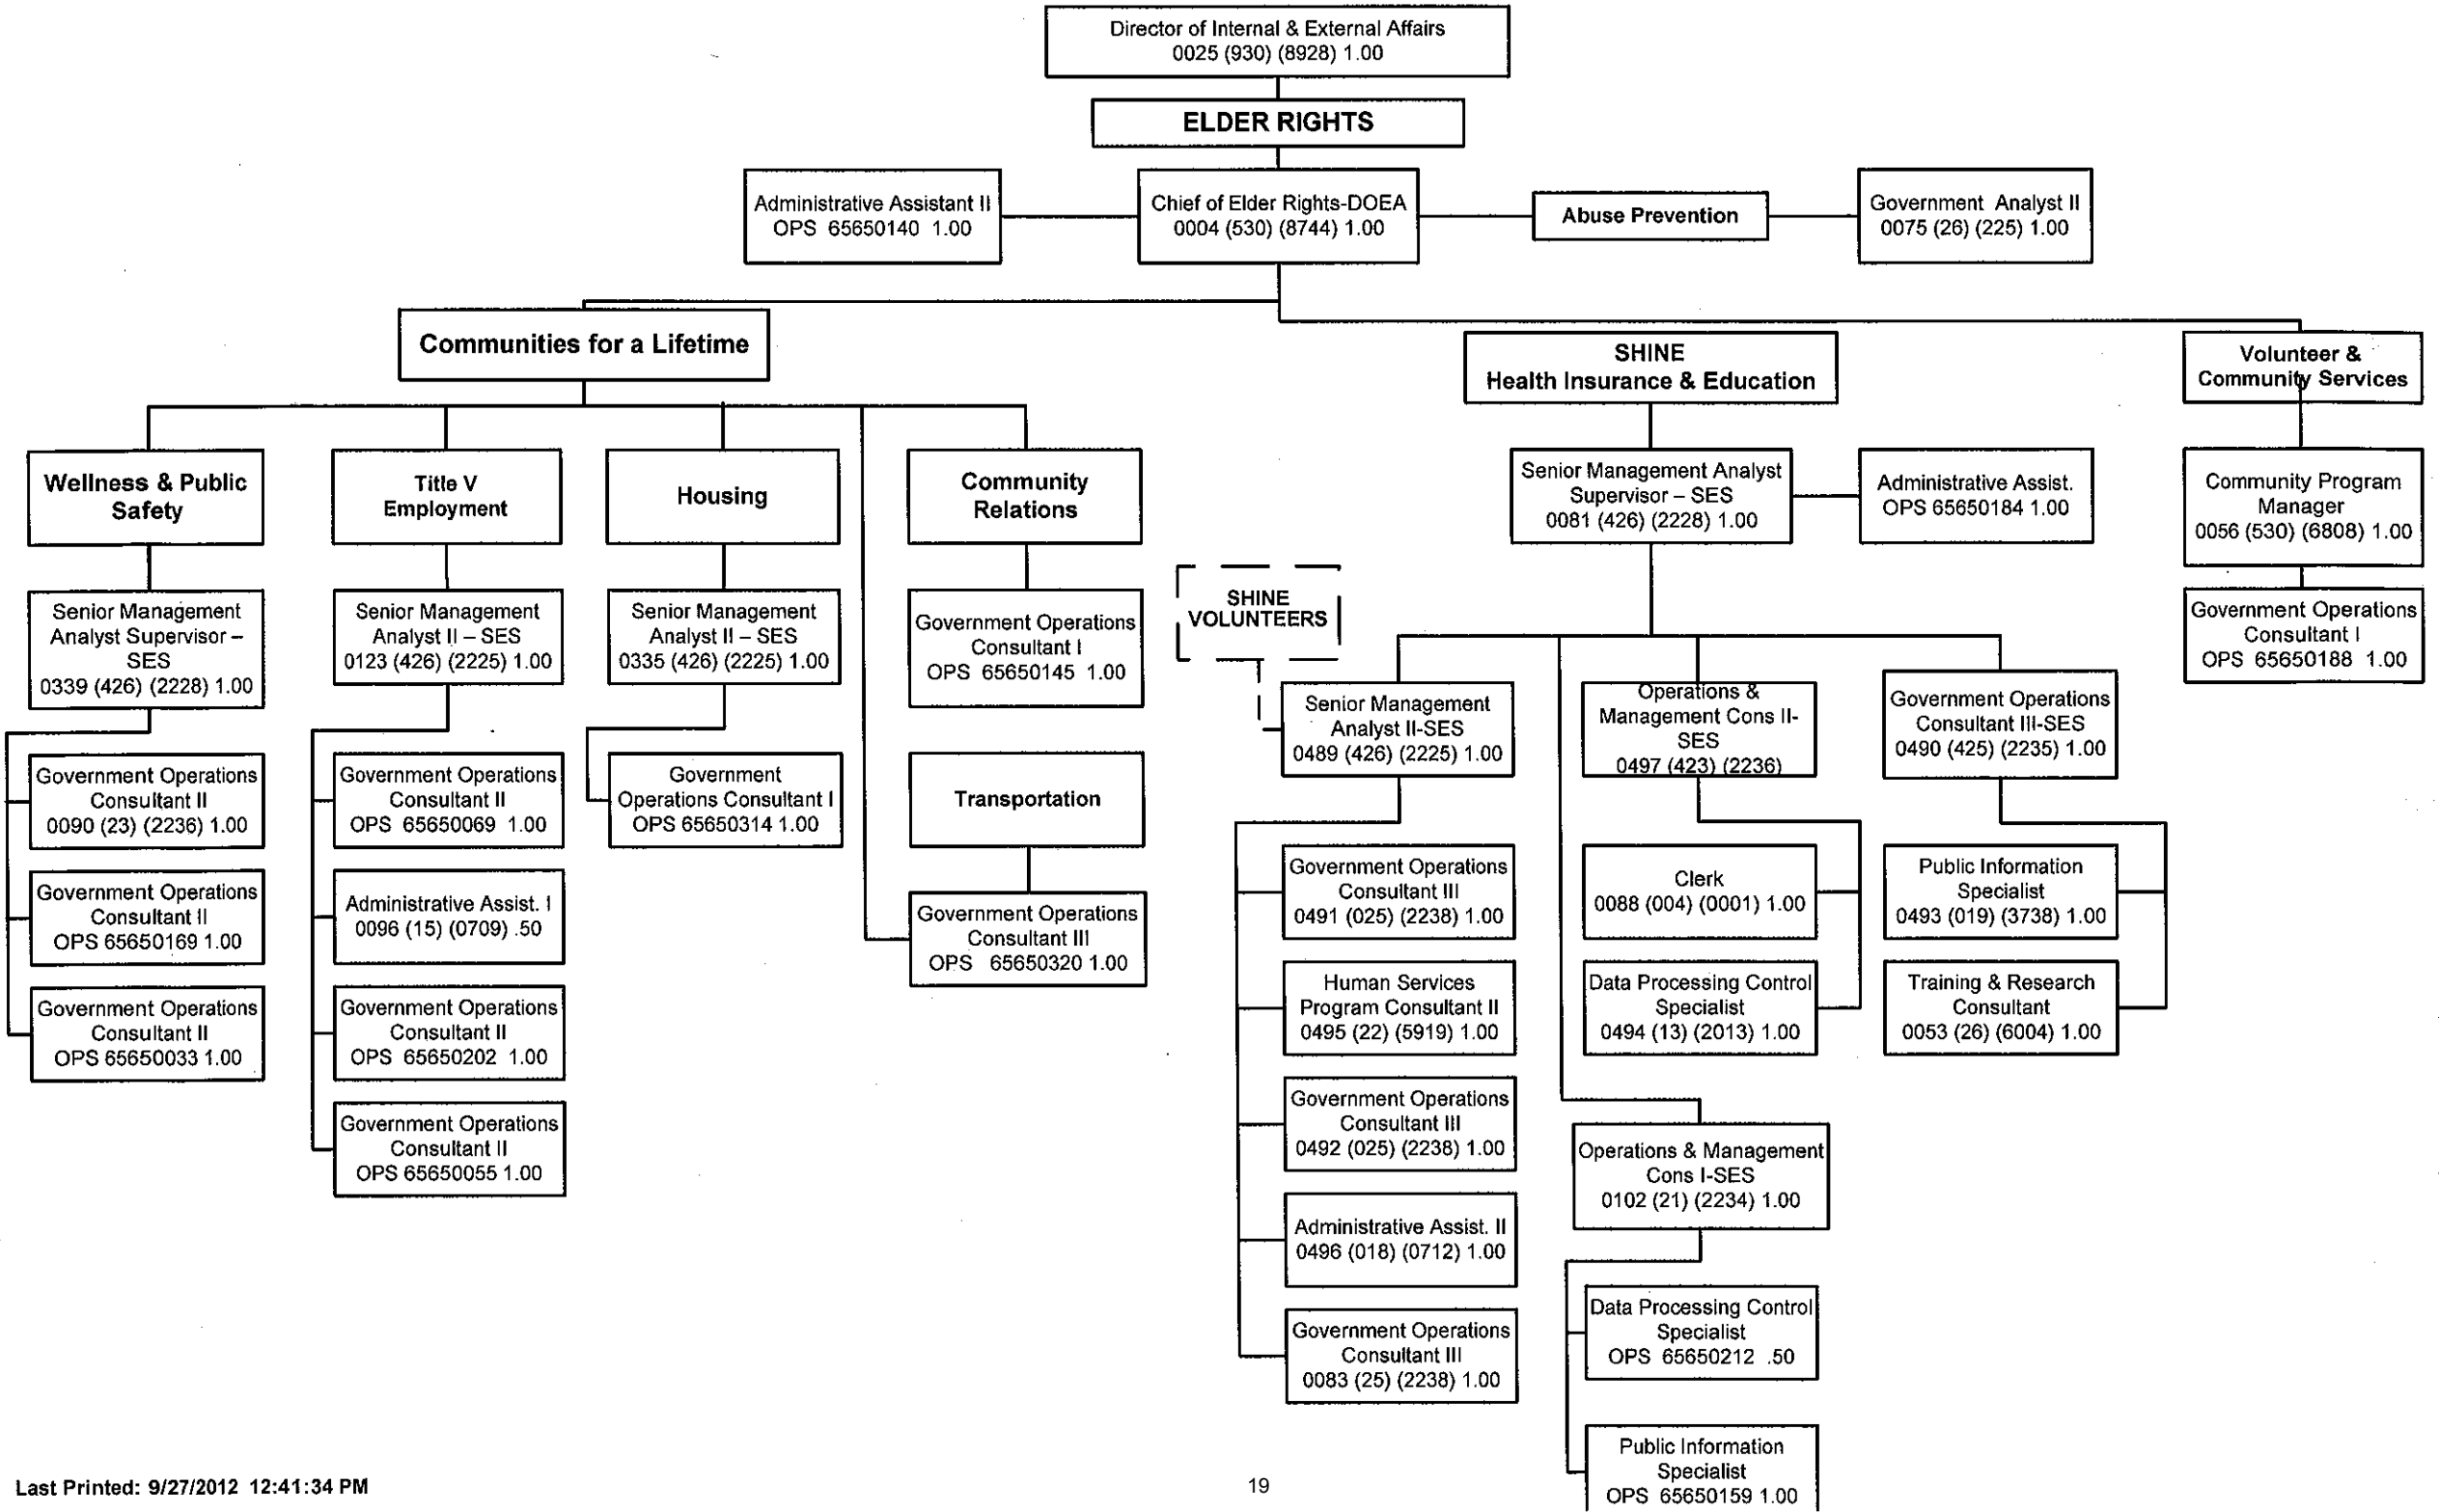 Director of Internal & External Affairs
0025 (930) (8928) 1.00
ELDER RIGHTS
Administrative Assistant II
OPS 65650140 1.00
Chief of Elder Rights-DOEA
0004 (530) (8744) 1.00
Abuse Prevention
Government Analyst II
0075 (26) (225) 1.00
Communities for a Lifetime
SHINE
Health Insurance & Education
Volunteer &
Community Services
Wellness & Public
Safety
Title V
Employment
Housing
Community
Relations
Senior Management Analyst
Supervisor – SES
0081 (426) (2228) 1.00
Administrative Assist.
OPS 65650184 1.00
Community Program
Manager
0056 (530) (6808) 1.00
Senior Management
Analyst Supervisor –
SES
0339 (426) (2228) 1.00
Senior Management
Analyst II – SES
0123 (426) (2225) 1.00
Senior Management
Analyst II – SES
0335 (426) (2225) 1.00
Government Operations
Consultant I
OPS 65650145 1.00
SHINE
VOLUNTEERS
Government Operations
Consultant I
OPS 65650188 1.00
Senior Management
Analyst II-SES
0489 (426) (2225) 1.00
Operations &
Management Cons II-
SES
0497 (423) (2236)
Government Operations
Consultant III-SES
0490 (425) (2235) 1.00
Government Operations
Consultant II
0090 (23) (2236) 1.00
Government Operations
Consultant II
OPS 65650069 1.00
Government
Operations Consultant I
OPS 65650314 1.00
Transportation
Government Operations
Consultant II
OPS 65650169 1.00
Administrative Assist. I
0096 (15) (0709) .50
Government Operations
Consultant III
OPS 65650320 1.00
Government Operations
Consultant III
0491 (025) (2238) 1.00
Clerk
0088 (004) (0001) 1.00
Public Information
Specialist
0493 (019) (3738) 1.00
Government Operations
Consultant II
OPS 65650033 1.00
Government Operations
Consultant II
OPS 65650202 1.00
Human Services
Program Consultant II
0495 (22) (5919) 1.00
Data Processing Control
Specialist
0494 (13) (2013) 1.00
Training & Research
Consultant
0053 (26) (6004) 1.00
Government Operations
Consultant II
OPS 65650055 1.00
Government Operations
Consultant III
0492 (025) (2238) 1.00
Operations & Management
Cons I-SES
0102 (21) (2234) 1.00
Administrative Assist. II
0496 (018) (0712) 1.00
Government Operations
Consultant III
0083 (25) (2238) 1.00
Data Processing Control
Specialist
OPS 65650212 .50
Public Information
Specialist
OPS 65650159 1.00
Last Printed: 9/27/2012 12:41:34 PM
19